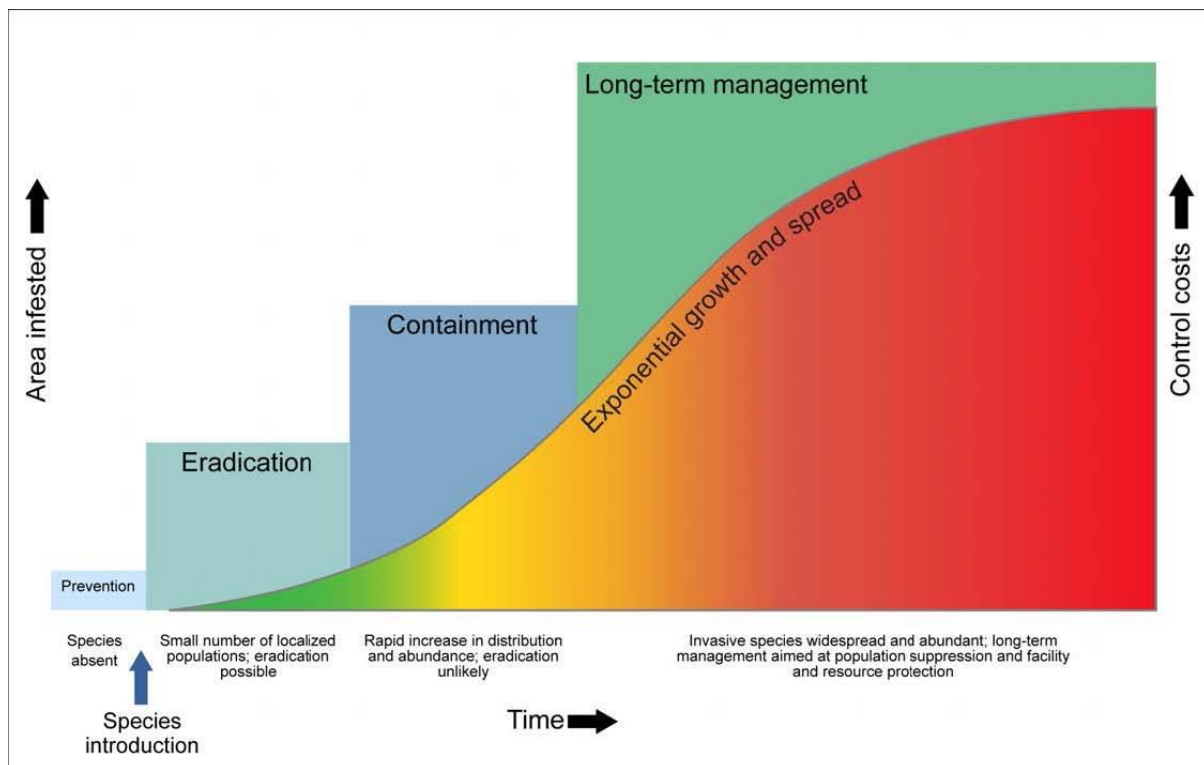 Long-term management
Containment
Eradication
Prevention
Exponential growth and spread
Area infested
Control costs
Species
absent
Small number of localized
populations; eradication
possible
Rapid increase in distribution
and abundance; eradication
unlikely
Invasive species widespread and abundant; long-term
management aimed at population suppression and facility
and resource protection
Species
introduction
Time